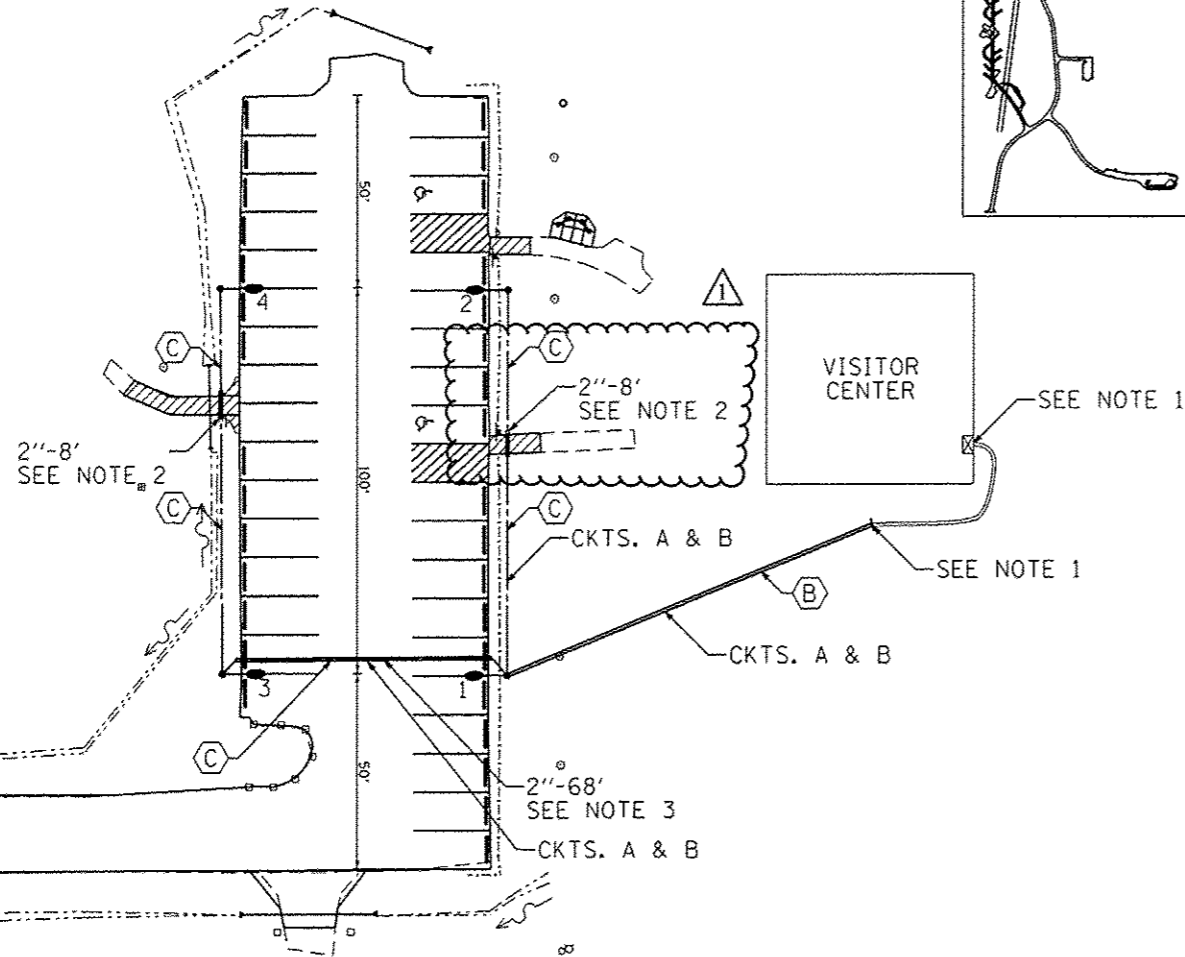 50'
4
2
1
C
C
VISITOR
CENTER
2"-8'
SEE NOTE 2
SEE NOTE 1
2"-8'
SEE NOTE 2
C
100'
C
CKTS. A & B
SEE NOTE 1
B
CKTS. A & B
3
1
C
50'
2"-68'
SEE NOTE 3
CKTS. A & B